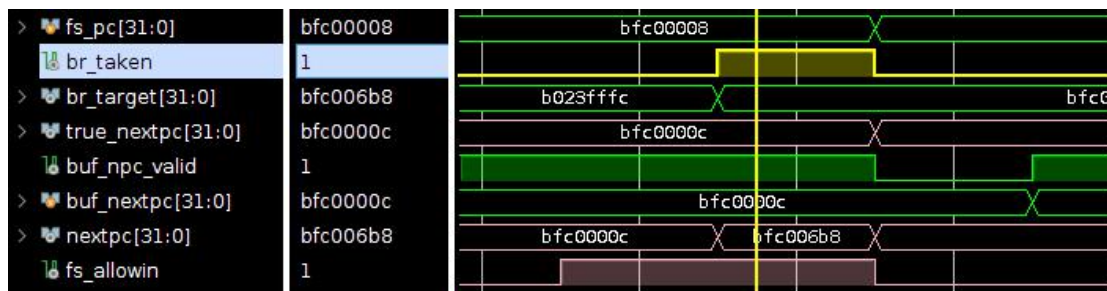 fs_pc[31:0] bfc00008 bfc00008
br_taken 1
br_target[31:0] bfc006b8 b023fffc bfc0
true_nextpc[31:0] bfc0000c bfc0000c
buf_npc_valid 1
buf_nextpc[31:0] bfc0000c bfc0000c
nextpc[31:0] bfc006b8 bfc0000c bfc006b8
fs_allowin 1